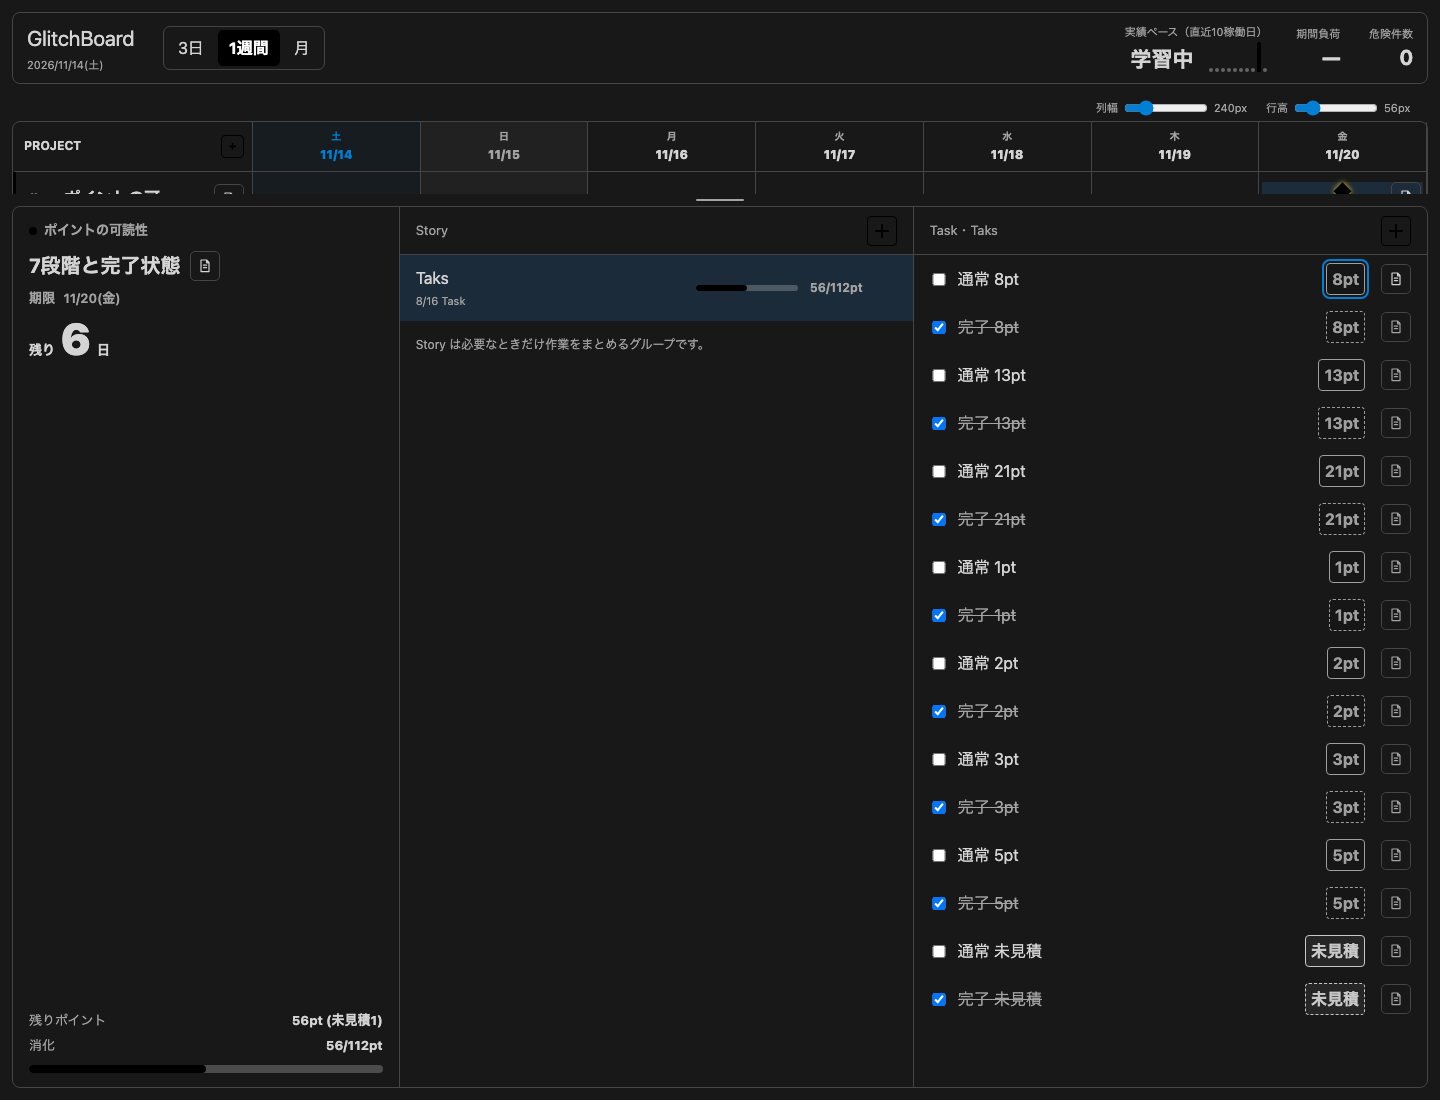 GlitchBoard
2026/11/14(土)
3日 1週間 月
実績ペース（直近10稼働日）
学習中
期間負荷
—
危険件数
0
列幅 240px 行高 56px
PROJECT +
土 11/14
日 11/15
月 11/16
火 11/17
水 11/18
木 11/19
金 11/20
ポイントの可読性
7段階と完了状態
期限 11/20(金)
残り 6 日
残りポイント 56pt (未見積1)
消化 56/112pt
Story +
Taks
8/16 Task
56/112pt
Story は必要なときだけ作業をまとめるグループです。
Task・Taks +
通常 8pt 8pt
完了 8pt 8pt
通常 13pt 13pt
完了 13pt 13pt
通常 21pt 21pt
完了 21pt 21pt
通常 1pt 1pt
完了 1pt 1pt
通常 2pt 2pt
完了 2pt 2pt
通常 3pt 3pt
完了 3pt 3pt
通常 5pt 5pt
完了 5pt 5pt
通常 未見積 未見積
完了 未見積 未見積